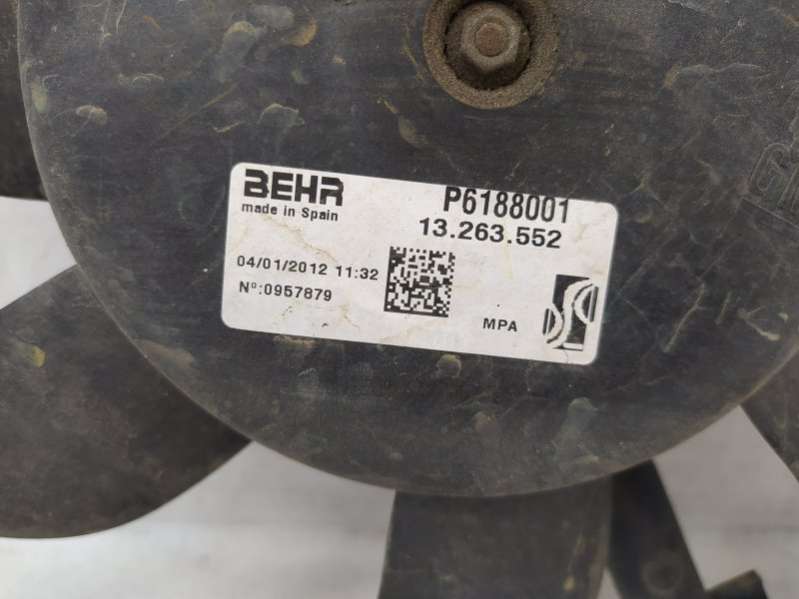 BEHR
made in Spain
P6188001
13.263.552
04/01/2012 11:32
Nº:0957879
MPA